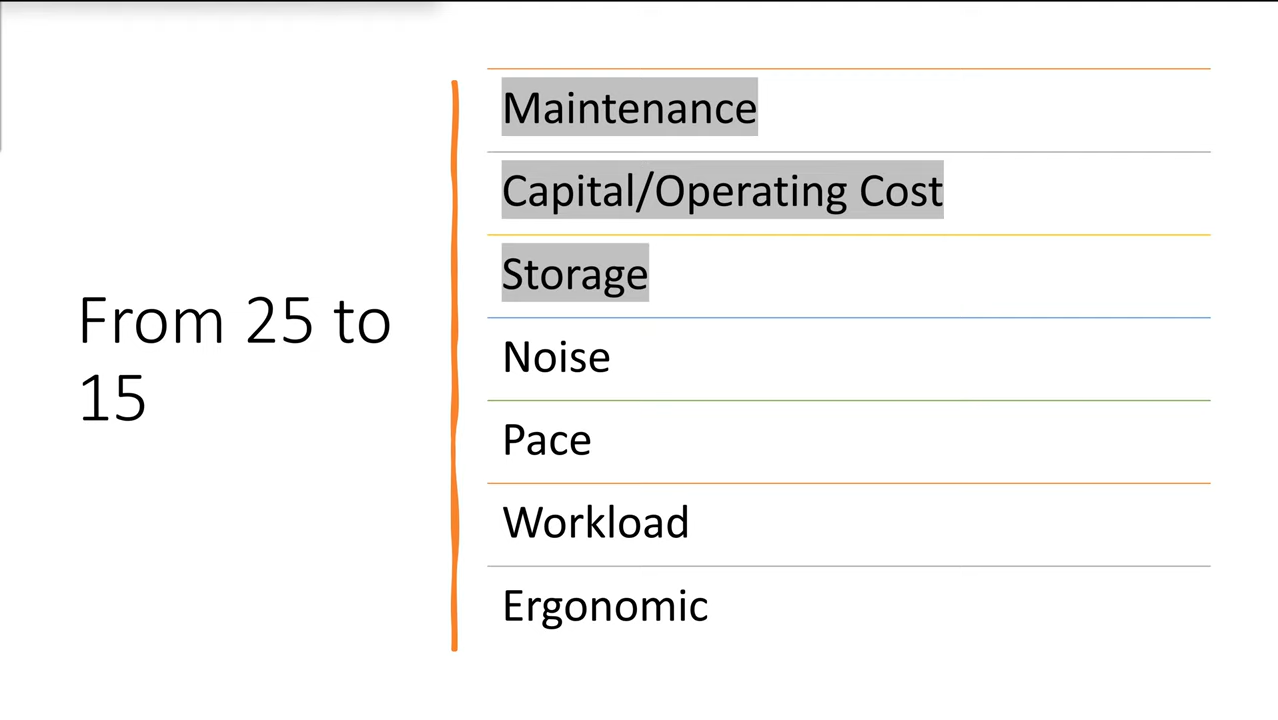 From 25 to
15
Maintenance
Capital/Operating Cost
Storage
Noise
Pace
Workload
Ergonomic